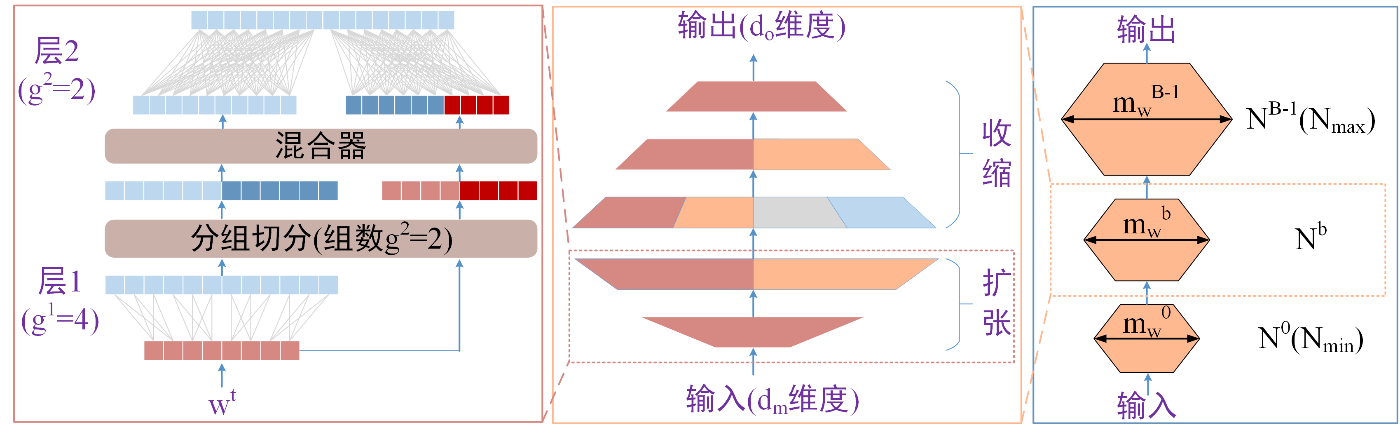 层2
(g²=2)
混合器
分组切分(组数g²=2)
层1
(g¹=4)
wᵗ
输出(dₒ维度)
收缩
扩张
输入(dₘ维度)
输出
m_w^B-1
N^B-1(N_max)
m_w^b
N^b
m_w^0
N^0(N_min)
输入